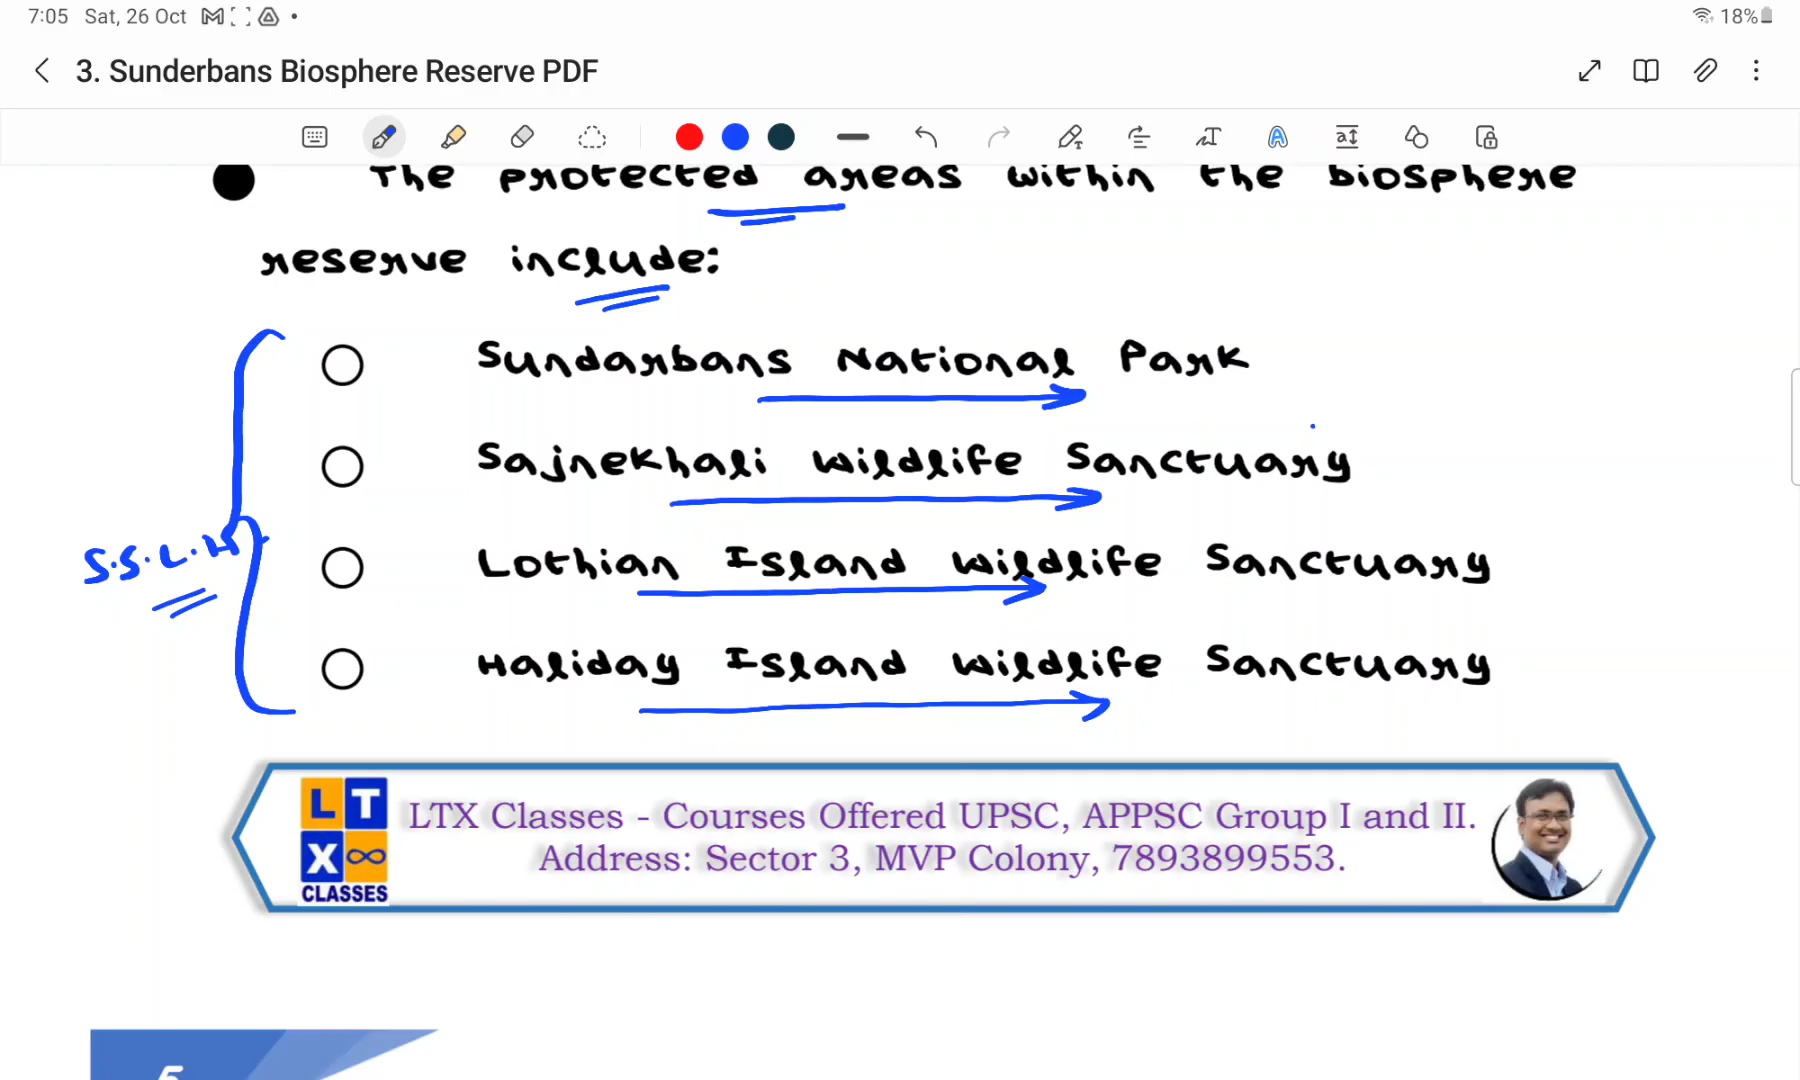 7:05 Sat, 26 Oct
18%
3. Sunderbans Biosphere Reserve PDF
The protected areas within the biosphere
reserve include:
Sundarbans National Park
Sajnekhali Wildlife Sanctuary
S.S.L.H
Lothian Island Wildlife Sanctuary
Haliday Island Wildlife Sanctuary
LT
X∞
CLASSES
LTX Classes - Courses Offered UPSC, APPSC Group I and II.
Address: Sector 3, MVP Colony, 7893899553.
5